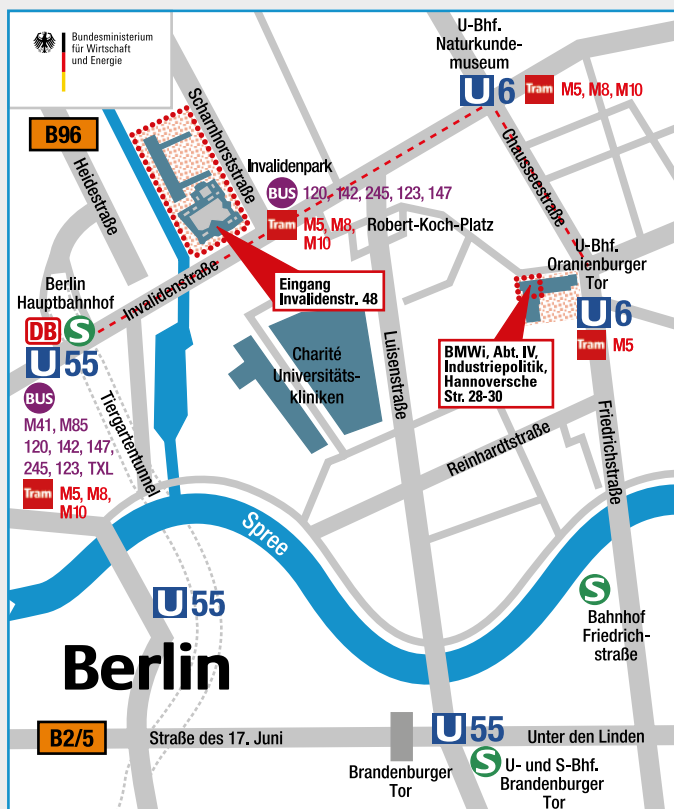 Bundesministerium
für Wirtschaft
und Energie
U-Bhf.
Naturkunde-
museum
U6 Tram M5, M8, M10
B96
Scharnhorststraße
Heidestraße
Chausseestraße
Invalidenpark
BUS 120, 142, 245, 123, 147
Tram M5, M8,
M10
Robert-Koch-Platz
U-Bhf.
Oranienburger
Tor
U6
Tram M5
Invalidenstraße
Eingang
Invalidenstr. 48
Berlin
Hauptbahnhof
DB S
U55
BUS
M41, M85
120, 142, 147,
245, 123, TXL
Tram M5, M8,
M10
Tiergartentunnel
Charité
Universitäts-
kliniken
Luisenstraße
BMWi, Abt. IV,
Industriepolitik,
Hannoversche
Str. 28-30
Reinhardtstraße
Friedrichstraße
Spree
U55
Berlin
S
Bahnhof
Friedrich-
straße
B2/5
Straße des 17. Juni
U55
Unter den Linden
Brandenburger
Tor
S
U- und S-Bhf.
Brandenburger
Tor